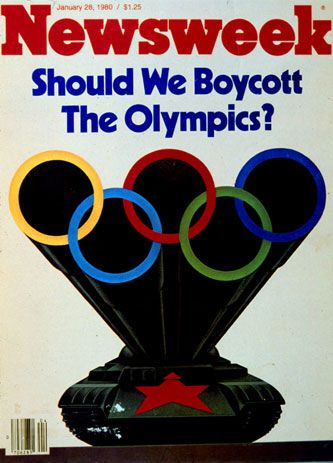 January 28, 1980 / $1.25
Newsweek
Should We Boycott
The Olympics?